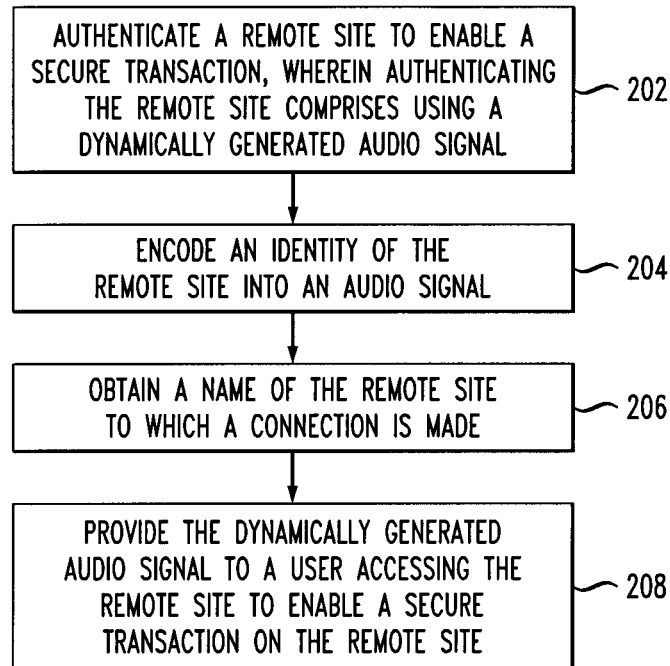 AUTHENTICATE A REMOTE SITE TO ENABLE A
SECURE TRANSACTION, WHEREIN AUTHENTICATING
THE REMOTE SITE COMPRISES USING A
DYNAMICALLY GENERATED AUDIO SIGNAL
202
ENCODE AN IDENTITY OF THE
REMOTE SITE INTO AN AUDIO SIGNAL
204
OBTAIN A NAME OF THE REMOTE SITE
TO WHICH A CONNECTION IS MADE
206
PROVIDE THE DYNAMICALLY GENERATED
AUDIO SIGNAL TO A USER ACCESSING THE
REMOTE SITE TO ENABLE A SECURE
TRANSACTION ON THE REMOTE SITE
208